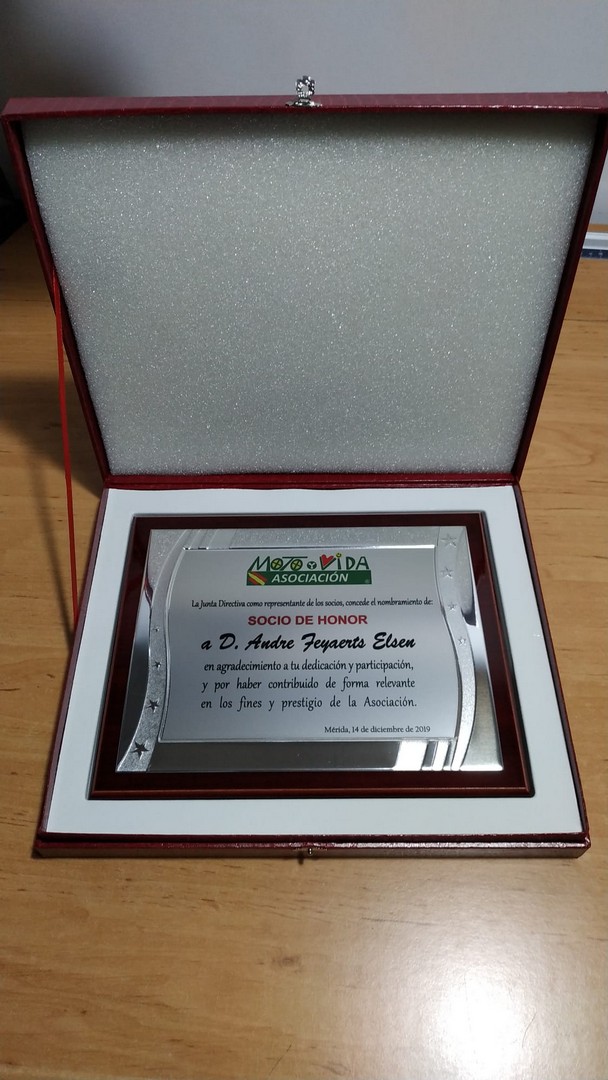 MOTO Y VIDA
ASOCIACIÓN
®
La Junta Directiva como representante de los socios, concede el nombramiento de:
SOCIO DE HONOR
a D. Andre Feyaerts Elsen
en agradecimiento a tu dedicación y participación,
y por haber contribuido de forma relevante
en los fines y prestigio de la Asociación.
Mérida, 14 de diciembre de 2019